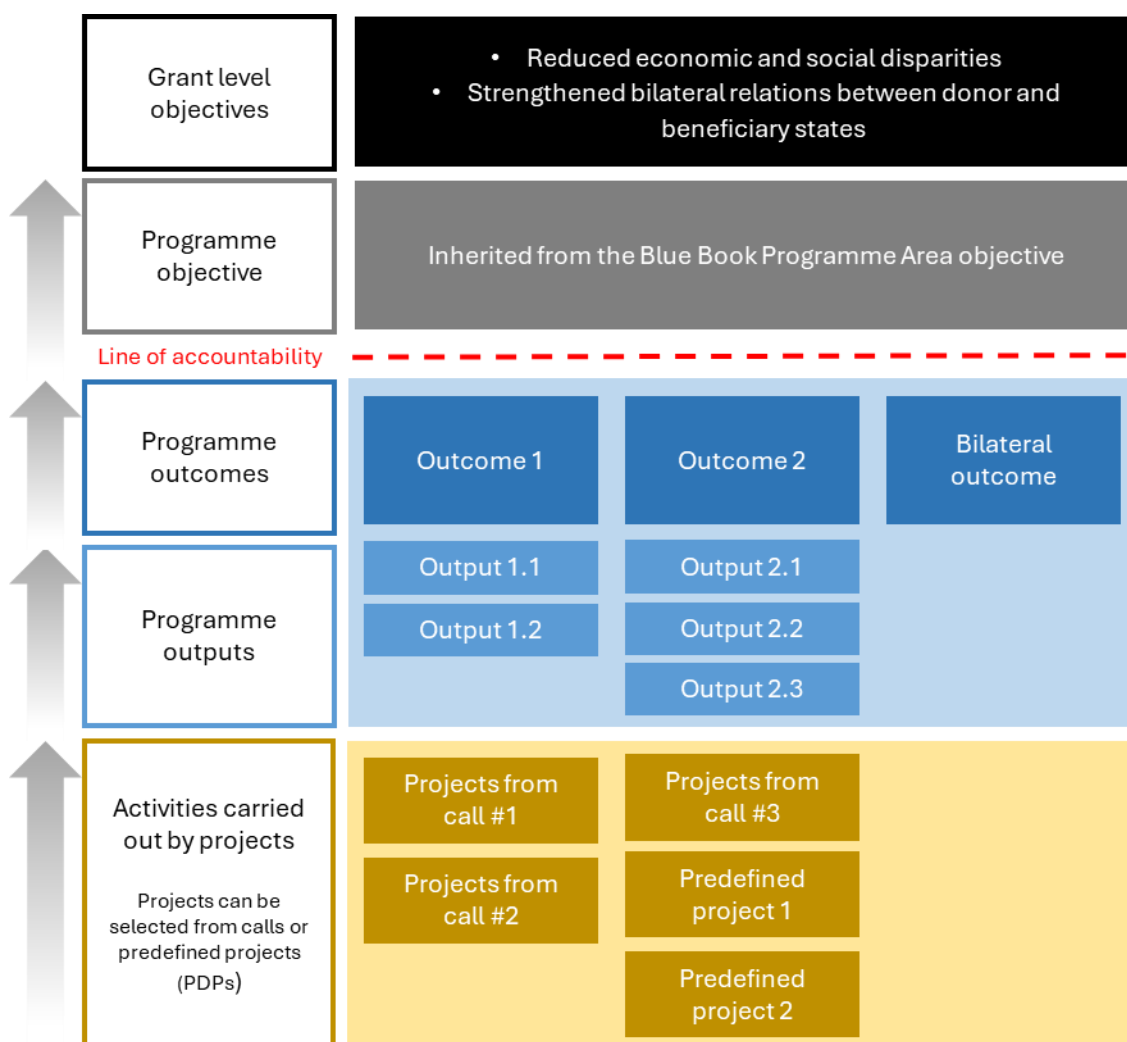 Grant level
objectives
• Reduced economic and social disparities
• Strengthened bilateral relations between donor and
beneficiary states
Programme
objective
Inherited from the Blue Book Programme Area objective
Line of accountability
Programme
outcomes
Outcome 1
Outcome 2
Bilateral
outcome
Programme
outputs
Output 1.1
Output 1.2
Output 2.1
Output 2.2
Output 2.3
Activities carried
out by projects
Projects can be
selected from calls or
predefined projects
(PDPs)
Projects from
call #1
Projects from
call #2
Projects from
call #3
Predefined
project 1
Predefined
project 2